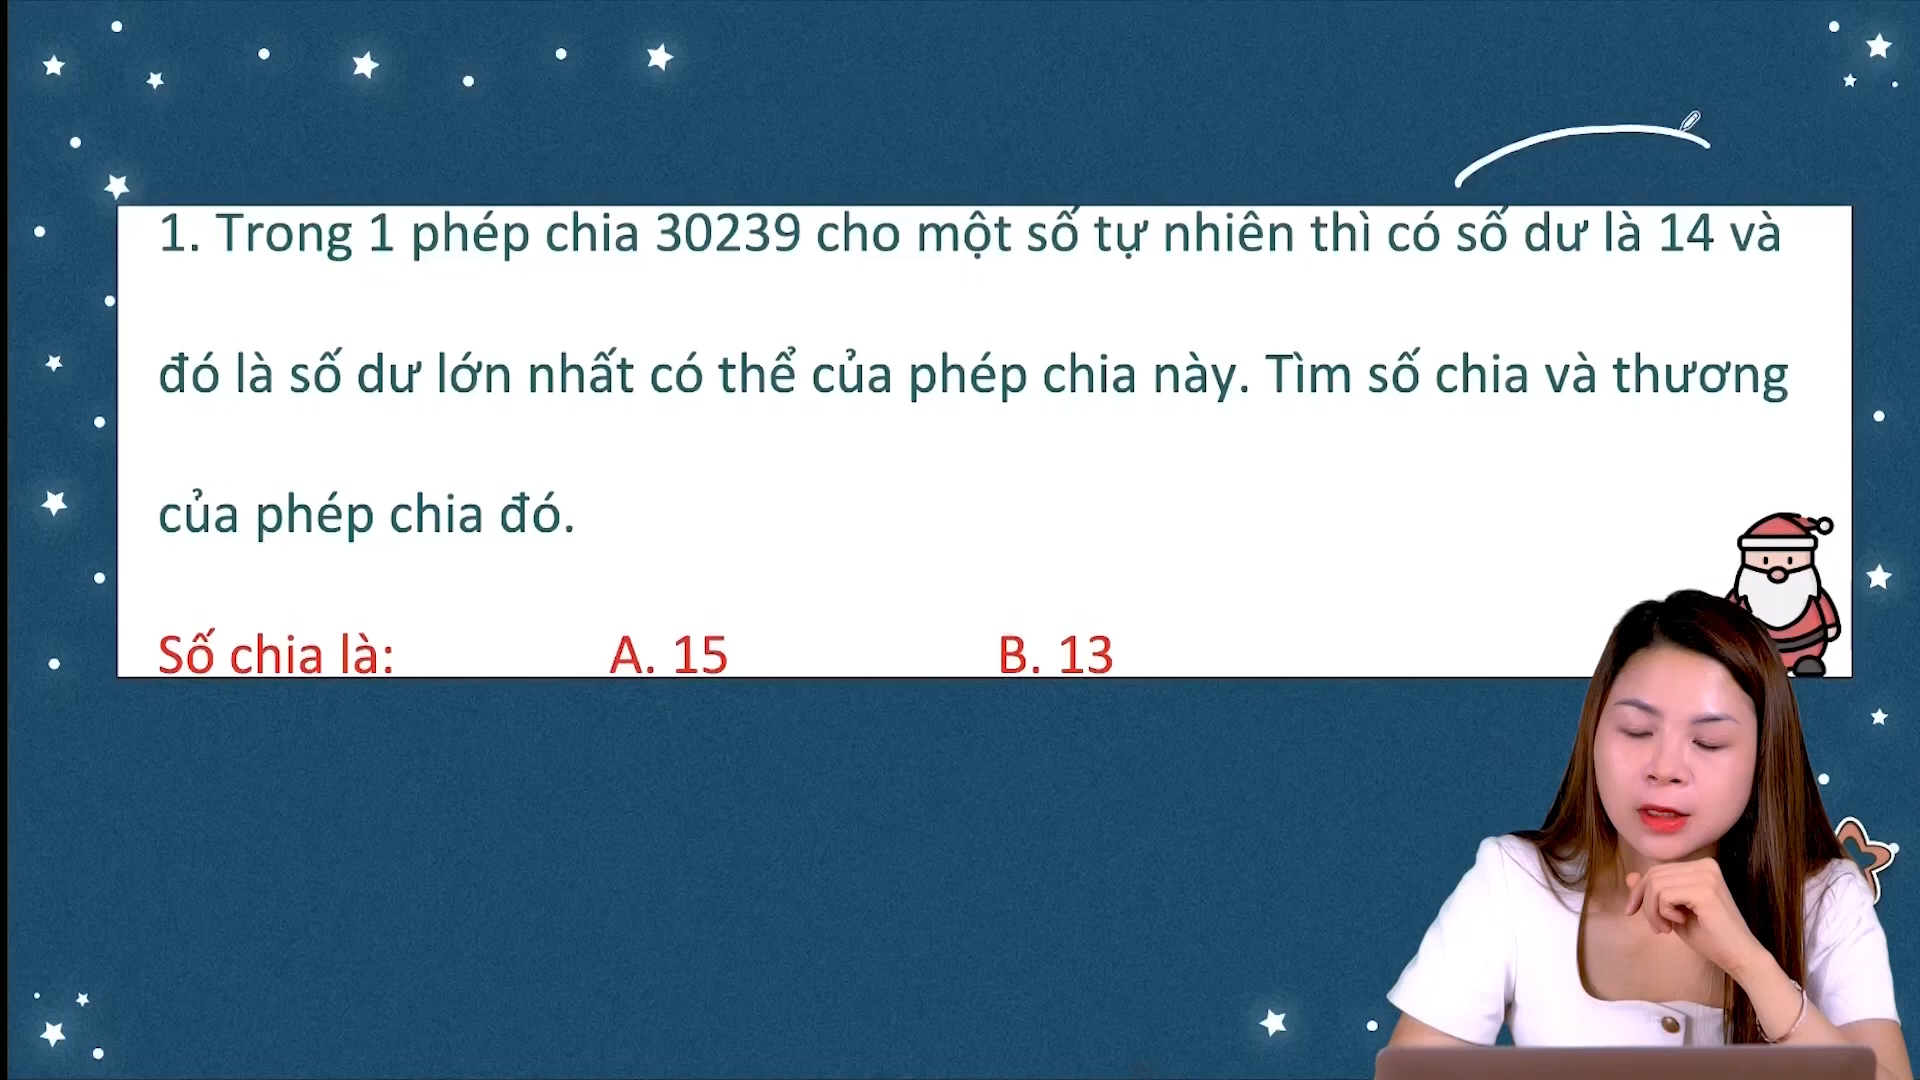 1. Trong 1 phép chia 30239 cho một số tự nhiên thì có số dư là 14 và
đó là số dư lớn nhất có thể của phép chia này. Tìm số chia và thương
của phép chia đó.
Số chia là: A. 15 B. 13